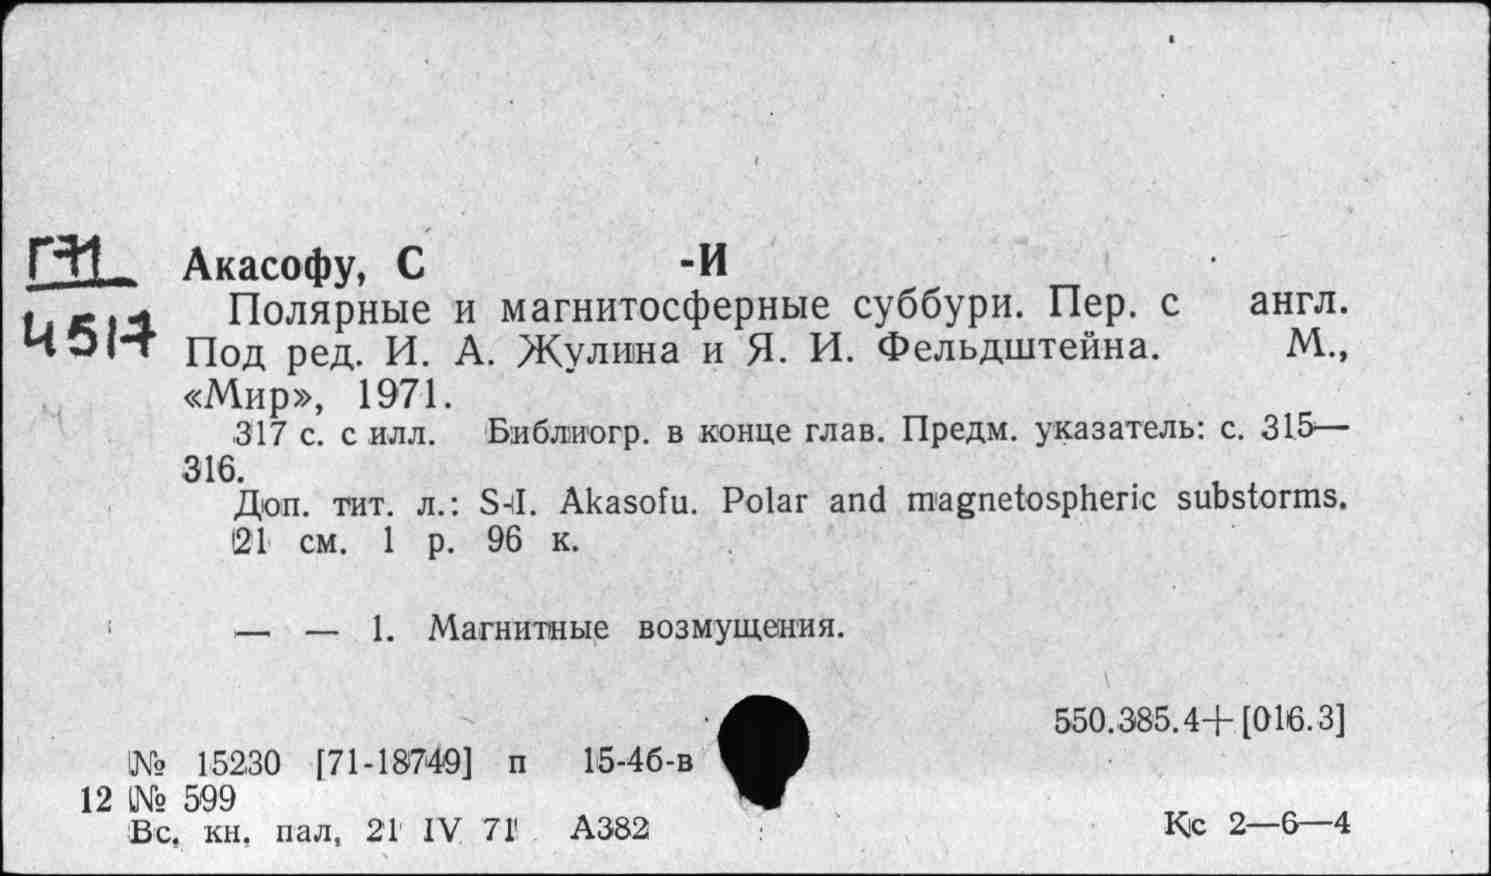 Г71
4514
Акасофу, С -И
Полярные и магнитосферные суббури. Пер. с англ.
Под ред. И. А. Жулина и Я. И. Фельдштейна. М.,
«Мир», 1971.
317 с. с илл. Библиогр. в конце глав. Предм. указатель: с. 315—
316.
Доп. тит. л.: S-I. Akasofu. Polar and magnetospheric substorms.
21 см. 1 р. 96 к.
— — 1. Магнитные возмущения.
550.385.4+[016.3]
№ 15230 [71-18749] п 15-4б-в
12 № 599
Вс. кн. пал, 21 IV 71 А382
Кс 2—6—4